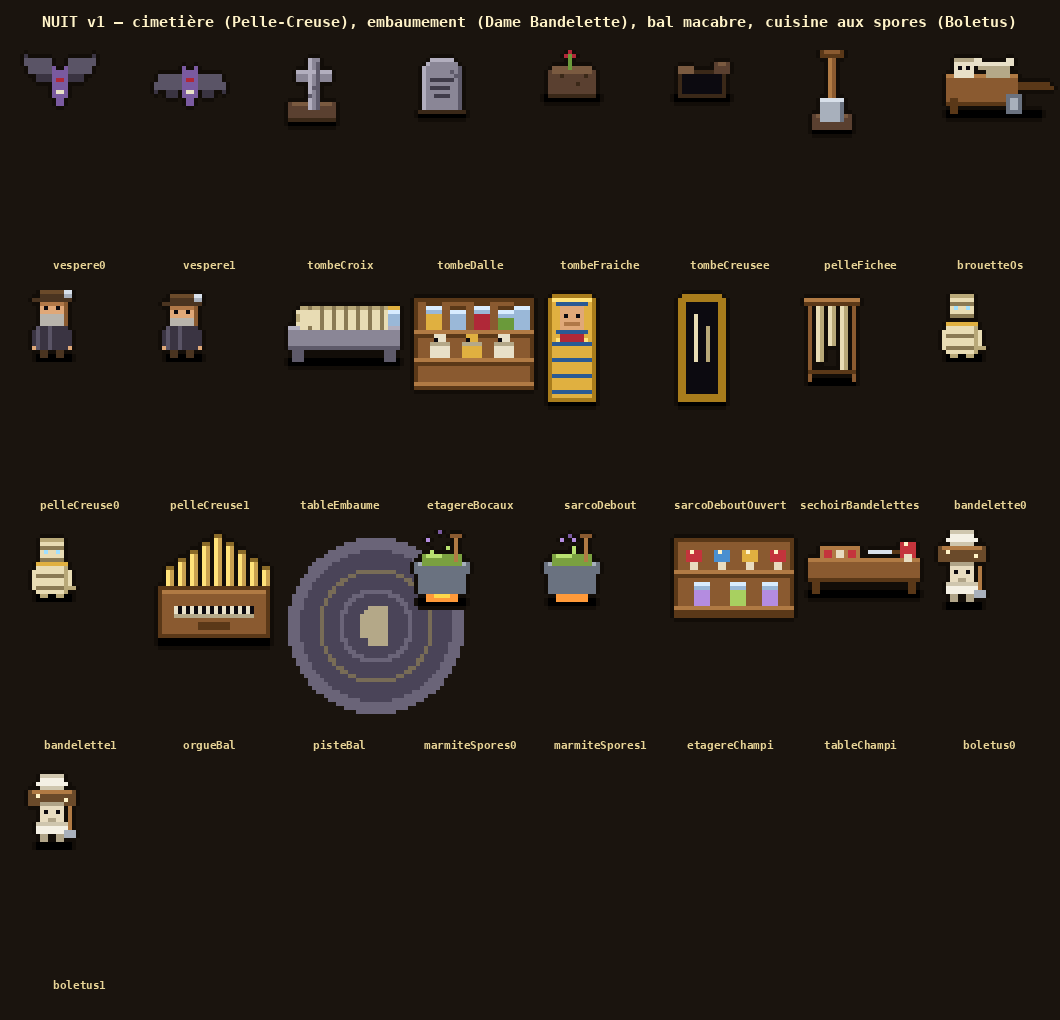 NUIT v1 — cimetière (Pelle-Creuse), embaumement (Dame Bandelette), bal macabre, cuisine aux spores (Boletus)
vespere0 vespere1 tombeCroix tombeDalle tombeFraiche tombeCreusee pelleFichee brouetteOs
pelleCreuse0 pelleCreuse1 tableEmbaume etagereBocaux sarcoDebout sarcoDeboutOuvert sechoirBandelettes bandelette0
bandelette1 orgueBal pisteBal marmiteSpores0 marmiteSpores1 etagereChampi tableChampi boletus0
boletus1